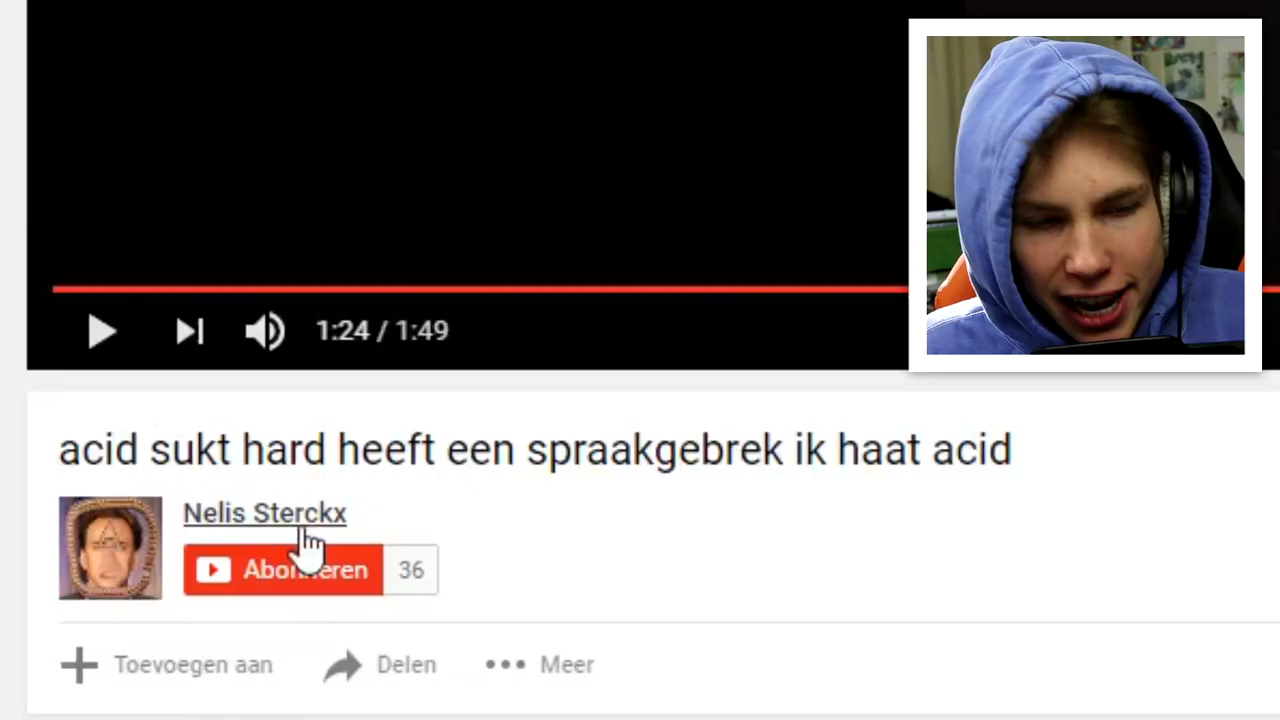 1:24 / 1:49
acid sukt hard heeft een spraakgebrek ik haat acid
Nelis Sterckx
Abonneren 36
Toevoegen aan Delen Meer